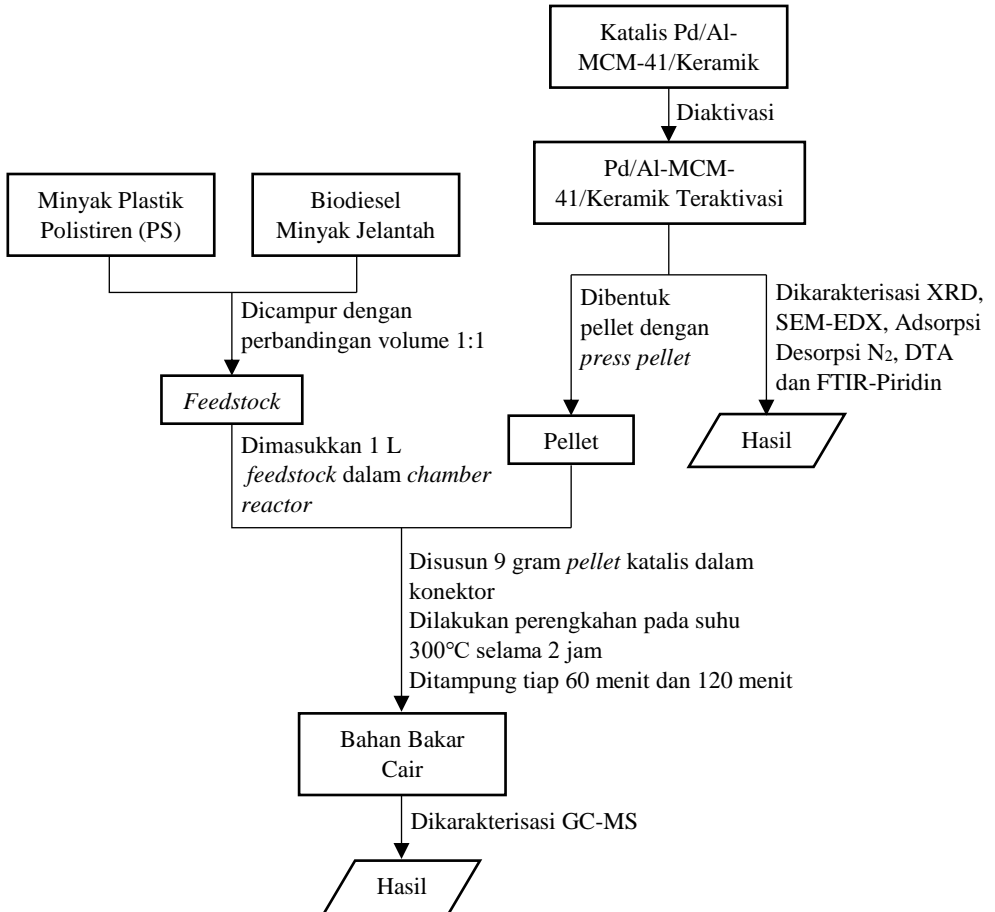 Katalis Pd/Al-
MCM-41/Keramik
Diaktivasi
Pd/Al-MCM-
41/Keramik Teraktivasi
Minyak Plastik
Polistiren (PS)
Biodiesel
Minyak Jelantah
Dicampur dengan
perbandingan volume 1:1
Feedstock
Dibentuk
pellet dengan
press pellet
Dikarakterisasi XRD,
SEM-EDX, Adsorpsi
Desorpsi N₂, DTA
dan FTIR-Piridin
Pellet
Hasil
Dimasukkan 1 L
feedstock dalam chamber
reactor
Disusun 9 gram pellet katalis dalam
konektor
Dilakukan perengkahan pada suhu
300°C selama 2 jam
Ditampung tiap 60 menit dan 120 menit
Bahan Bakar
Cair
Dikarakterisasi GC-MS
Hasil